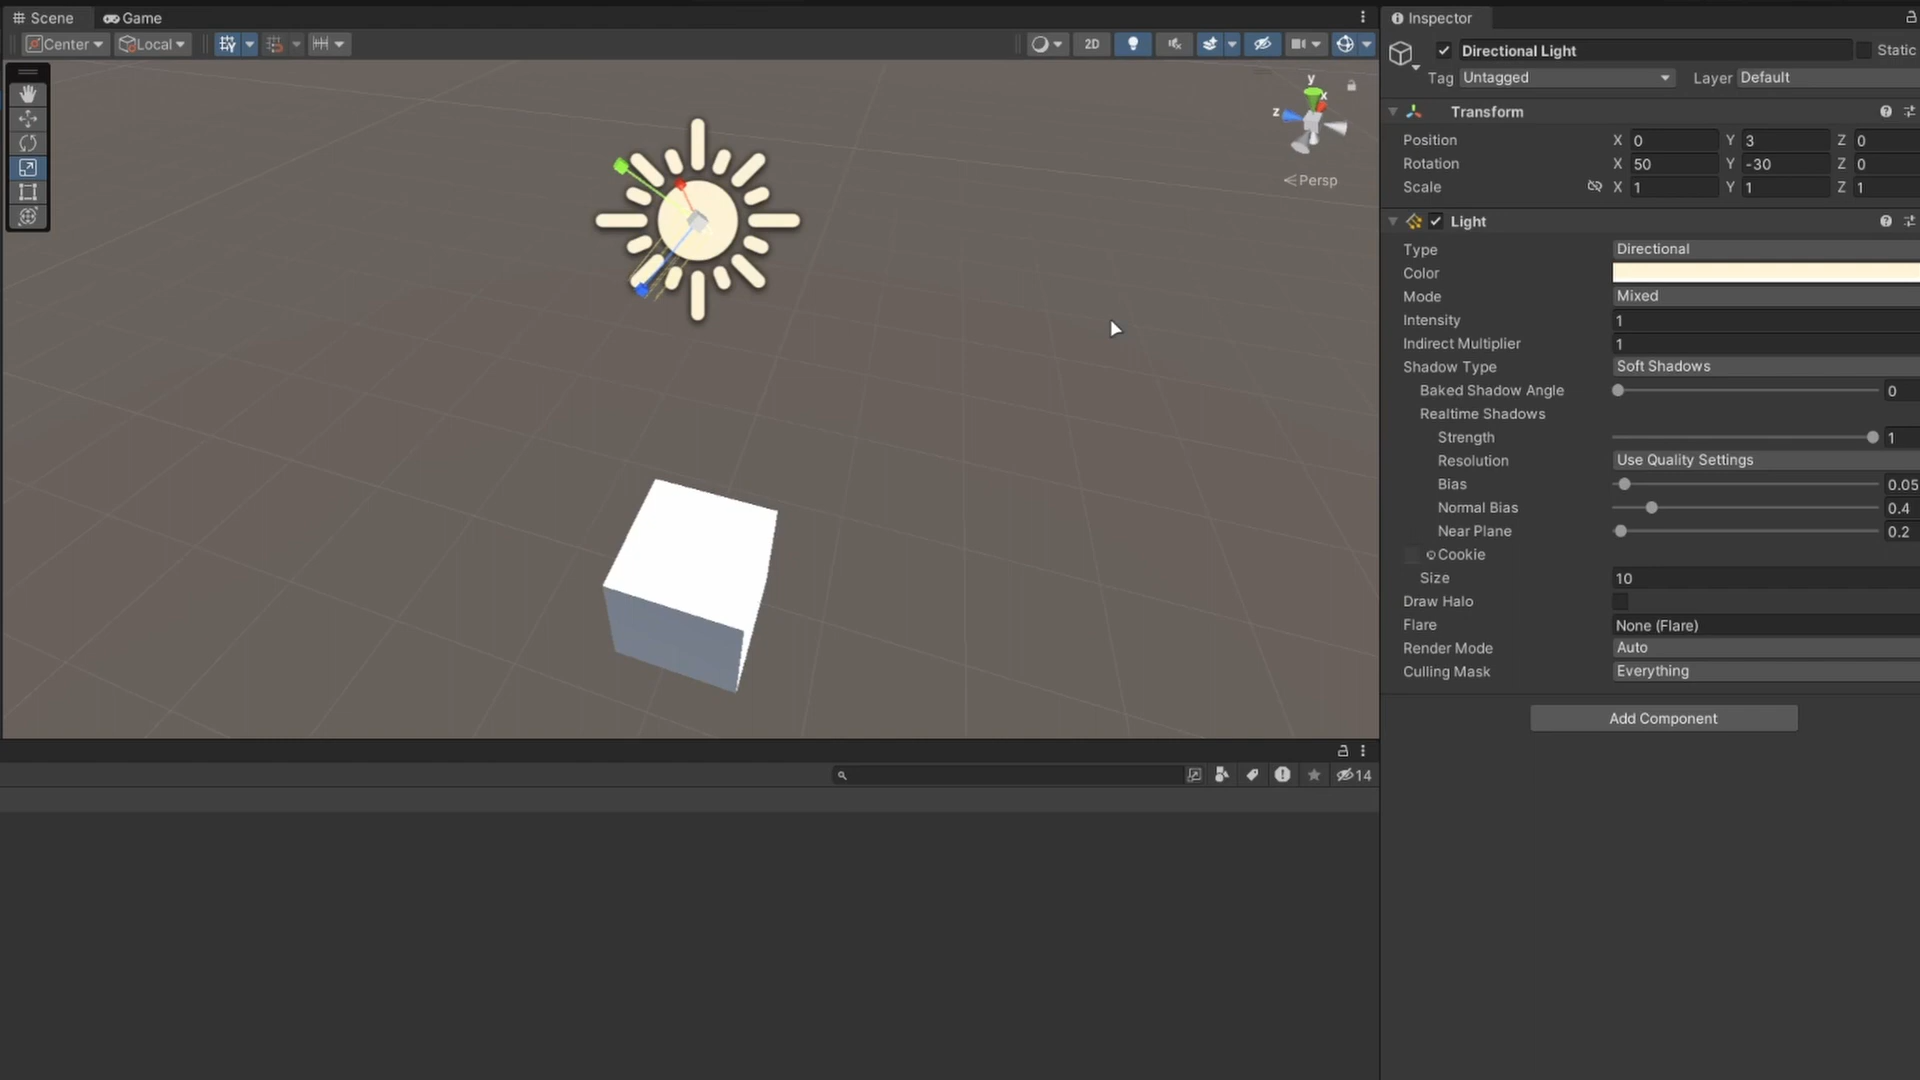 Scene Game
Center Local
2D
y
x
z
Persp
14
Inspector
Directional Light Static
Tag Untagged Layer Default
Transform
Position X 0 Y 3 Z 0
Rotation X 50 Y -30 Z 0
Scale X 1 Y 1 Z 1
Light
Type Directional
Color
Mode Mixed
Intensity 1
Indirect Multiplier 1
Shadow Type Soft Shadows
Baked Shadow Angle 0
Realtime Shadows
Strength 1
Resolution Use Quality Settings
Bias 0.05
Normal Bias 0.4
Near Plane 0.2
Cookie
Size 10
Draw Halo
Flare None (Flare)
Render Mode Auto
Culling Mask Everything
Add Component